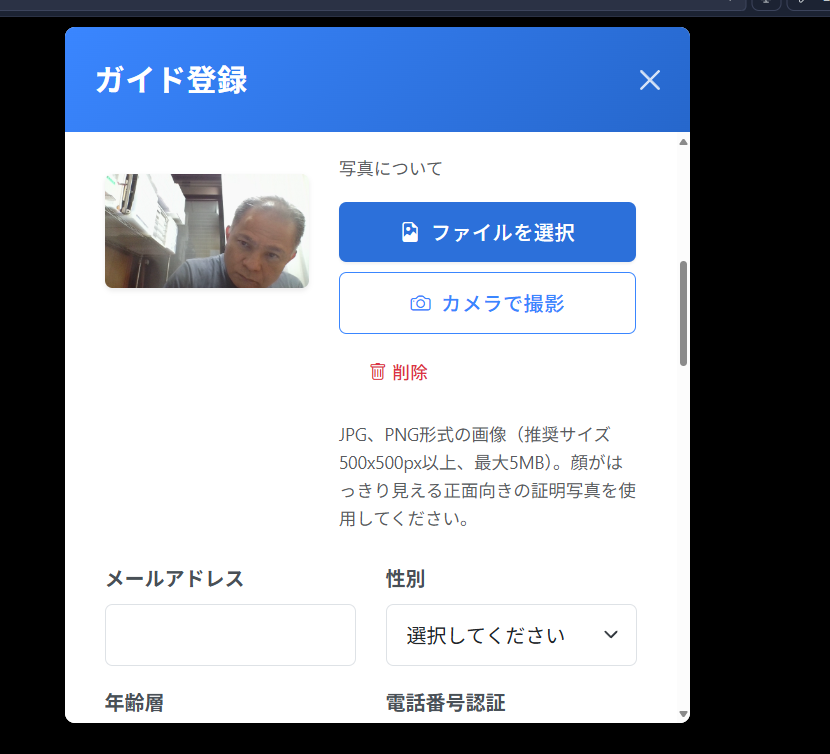 ガイド登録
写真について
ファイルを選択
カメラで撮影
削除
JPG、PNG形式の画像（推奨サイズ
500x500px以上、最大5MB）。顔がは
っきり見える正面向きの証明写真を使
用してください。
メールアドレス
性別
選択してください
年齢層
電話番号認証